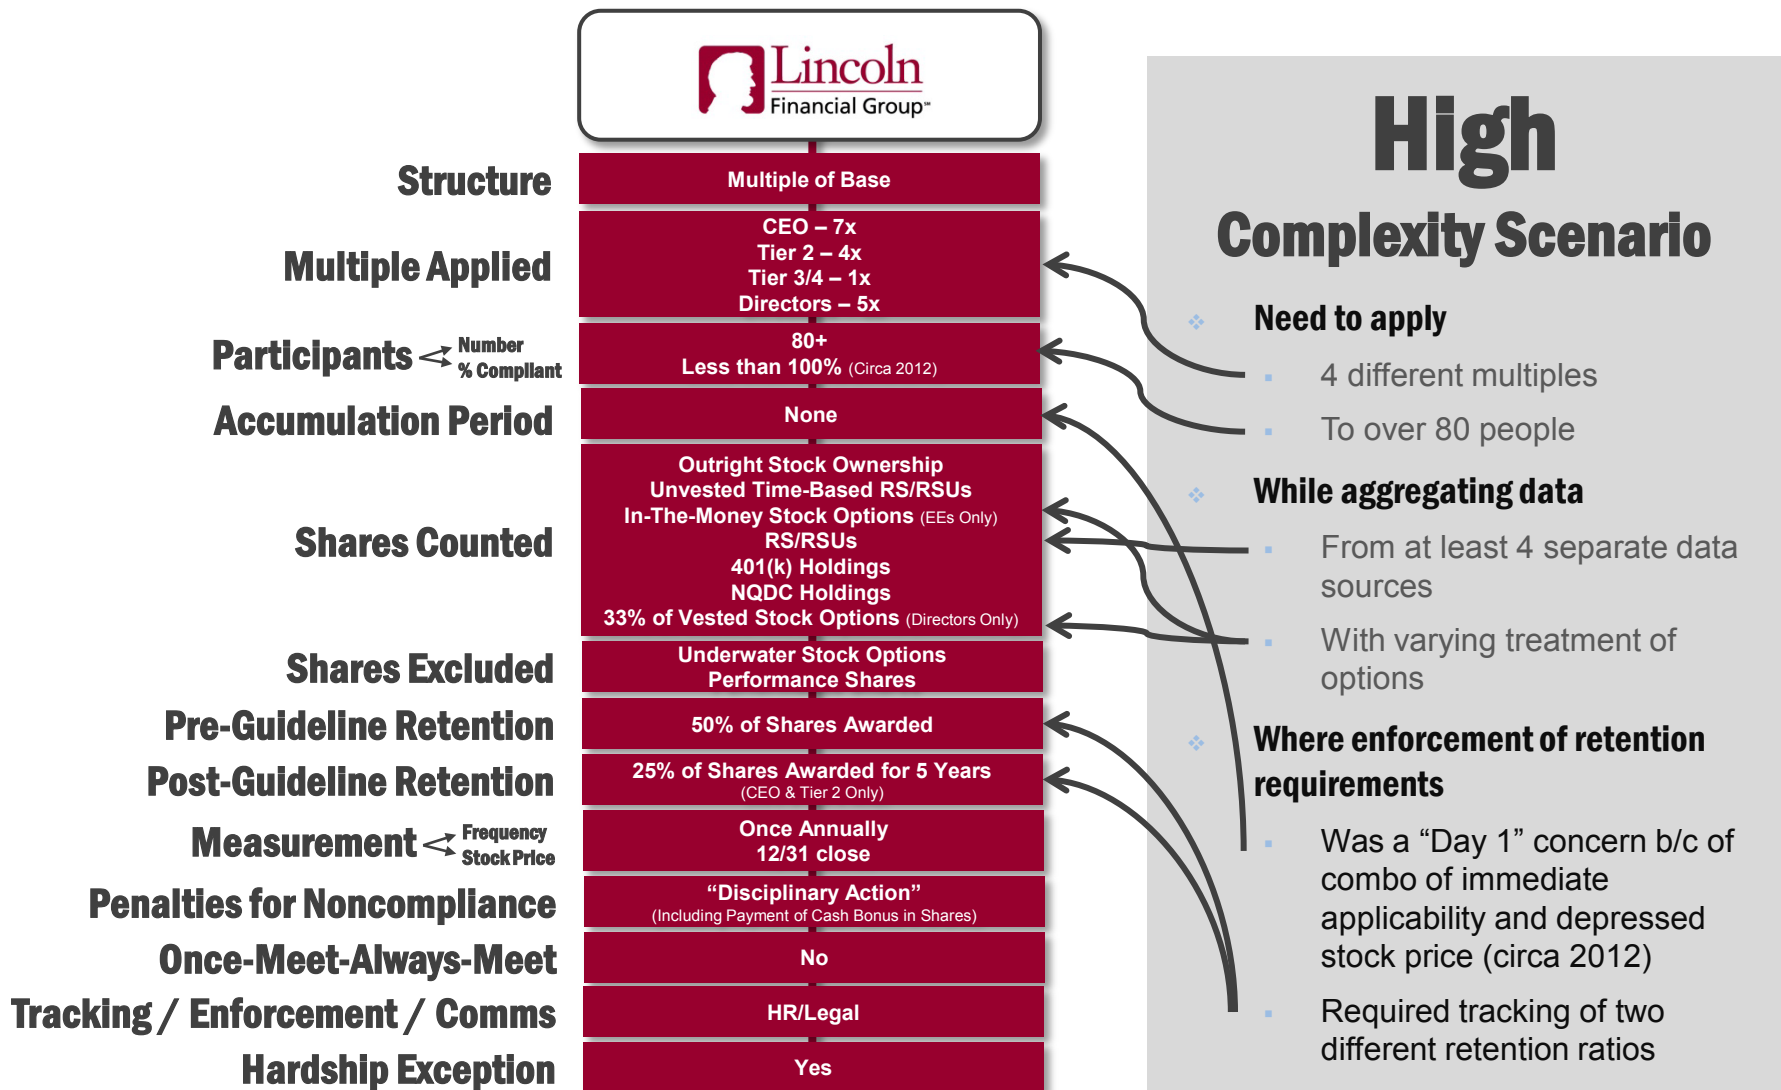 Lincoln
Financial Group℠
Structure
Multiple of Base
Multiple Applied
CEO – 7x
Tier 2 – 4x
Tier 3/4 – 1x
Directors – 5x
Participants
Number
% Compliant
80+
Less than 100% (Circa 2012)
Accumulation Period
None
Shares Counted
Outright Stock Ownership
Unvested Time-Based RS/RSUs
In-The-Money Stock Options (EEs Only)
RS/RSUs
401(k) Holdings
NQDC Holdings
33% of Vested Stock Options (Directors Only)
Shares Excluded
Underwater Stock Options
Performance Shares
Pre-Guideline Retention
50% of Shares Awarded
Post-Guideline Retention
25% of Shares Awarded for 5 Years
(CEO & Tier 2 Only)
Measurement
Frequency
Stock Price
Once Annually
12/31 close
Penalties for Noncompliance
“Disciplinary Action”
(Including Payment of Cash Bonus in Shares)
Once-Meet-Always-Meet
No
Tracking / Enforcement / Comms
HR/Legal
Hardship Exception
Yes
High
Complexity Scenario
Need to apply
4 different multiples
To over 80 people
While aggregating data
From at least 4 separate data
sources
With varying treatment of
options
Where enforcement of retention
requirements
Was a “Day 1” concern b/c of
combo of immediate
applicability and depressed
stock price (circa 2012)
Required tracking of two
different retention ratios